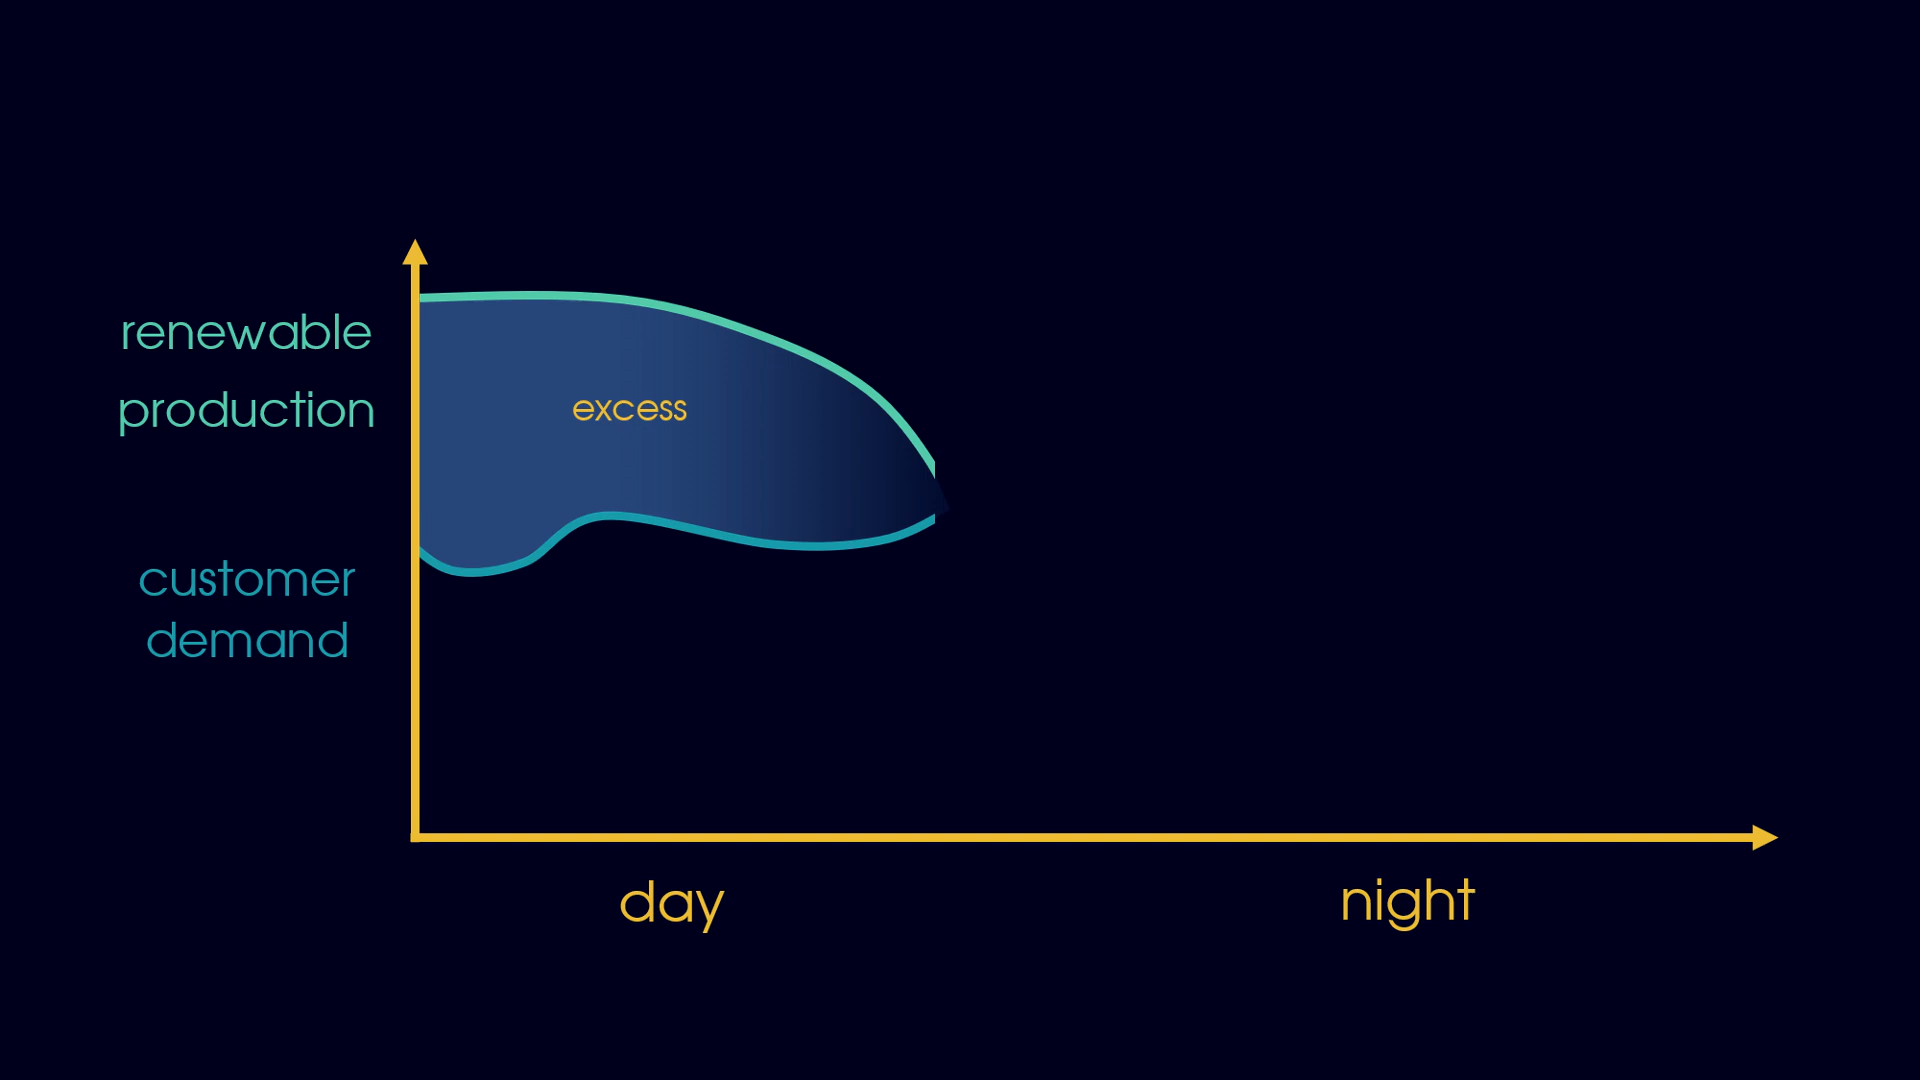 renewable
production
excess
customer
demand
day
night